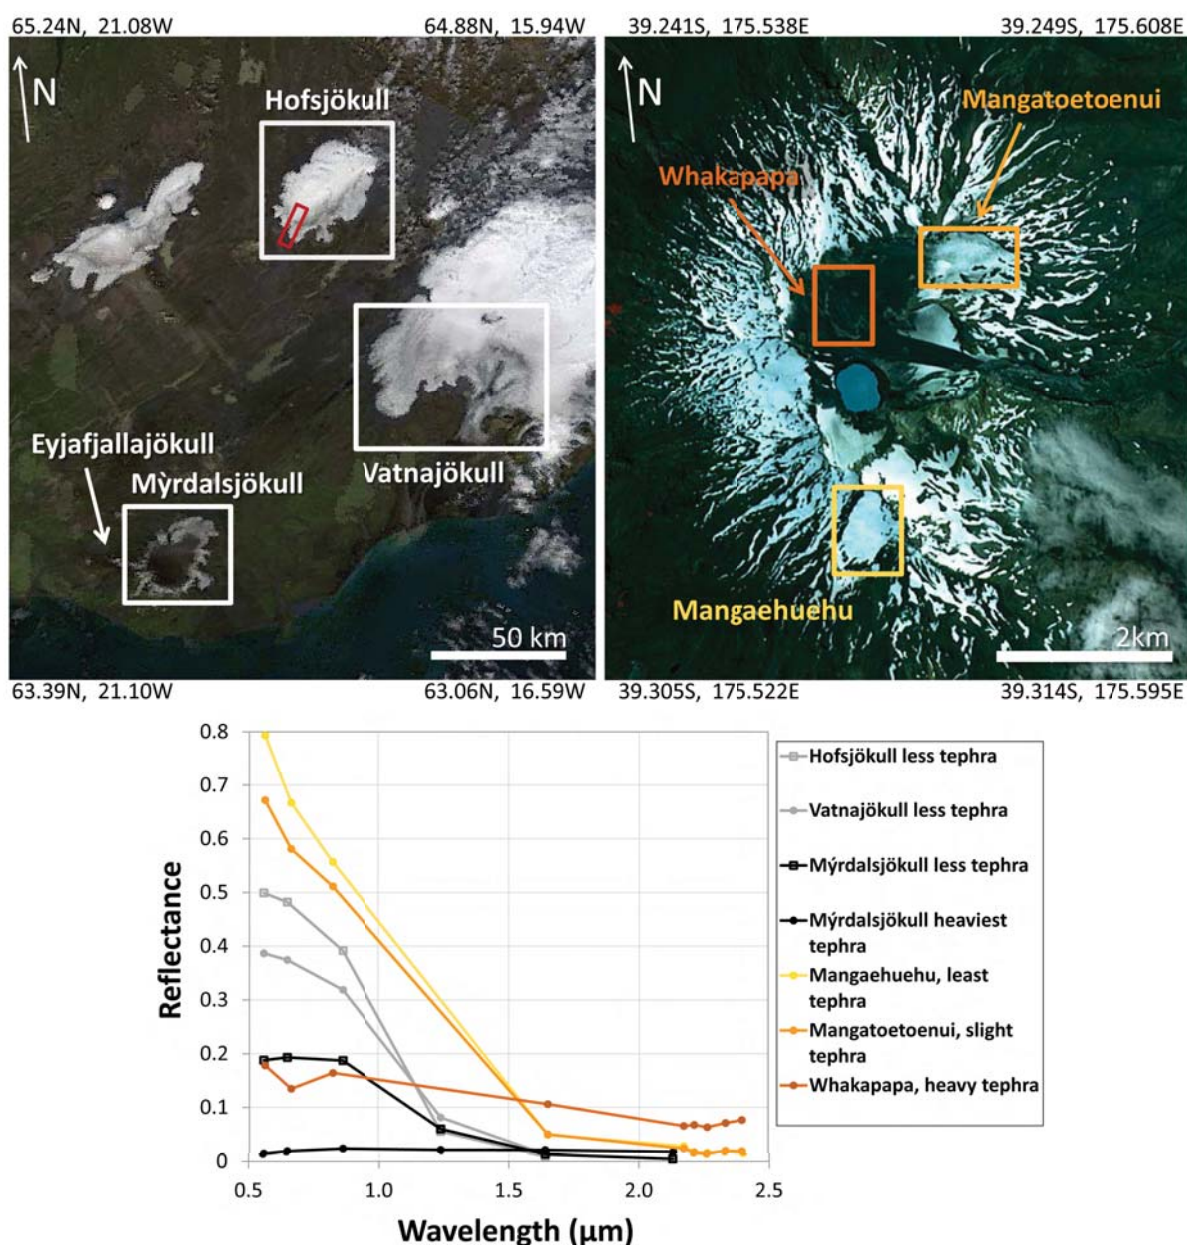 65.24N, 21.08W
64.88N, 15.94W
39.241S, 175.538E
39.249S, 175.608E
N
Hofsjökull
N
Mangatoetoenui
Whakapapa
Eyjafjallajökull
Mỳrdalsjökull
Vatnajökull
Mangaehuehu
50 km
2km
63.39N, 21.10W
63.06N, 16.59W
39.305S, 175.522E
39.314S, 175.595E
0.8
0.7
0.6
0.5
0.4
0.3
0.2
0.1
0
Reflectance
0.5
1.0
1.5
2.0
2.5
Wavelength (µm)
Hofsjökull less tephra
Vatnajökull less tephra
Mýrdalsjökull less tephra
Mýrdalsjökull heaviest
tephra
Mangaehuehu, least
tephra
Mangatoetoenui, slight
tephra
Whakapapa, heavy tephra